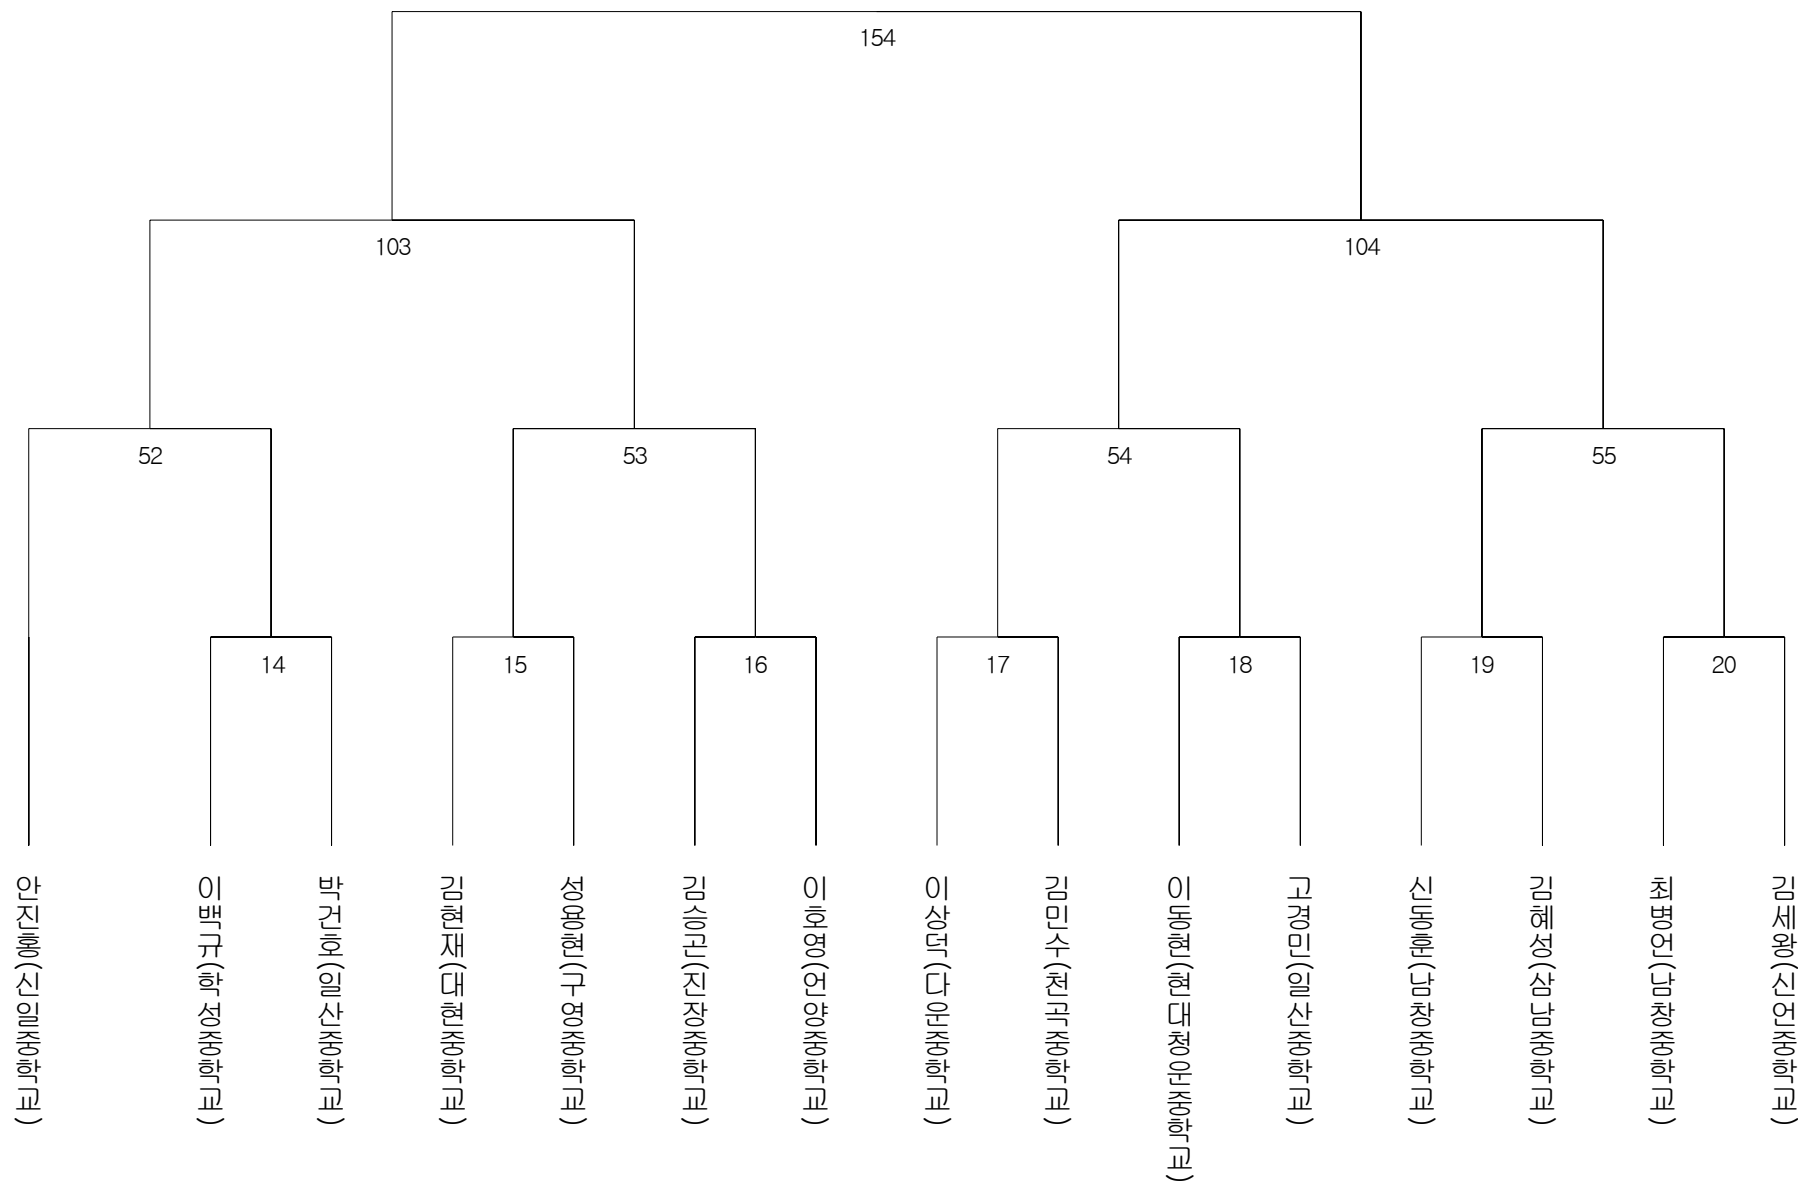 154
103
104
52
53
54
55
14
15
16
17
18
19
20
안진홍(신일중학교)
이백규(학성중학교)
박건호(일산중학교)
김현재(대현중학교)
성용현(구영중학교)
김승곤(진장중학교)
이호영(언양중학교)
이상덕(다운중학교)
김민수(천곡중학교)
이동현(현대청운중학교)
고경민(일산중학교)
신동훈(남창중학교)
김혜성(삼남중학교)
최병언(남창중학교)
김세왕(신언중학교)